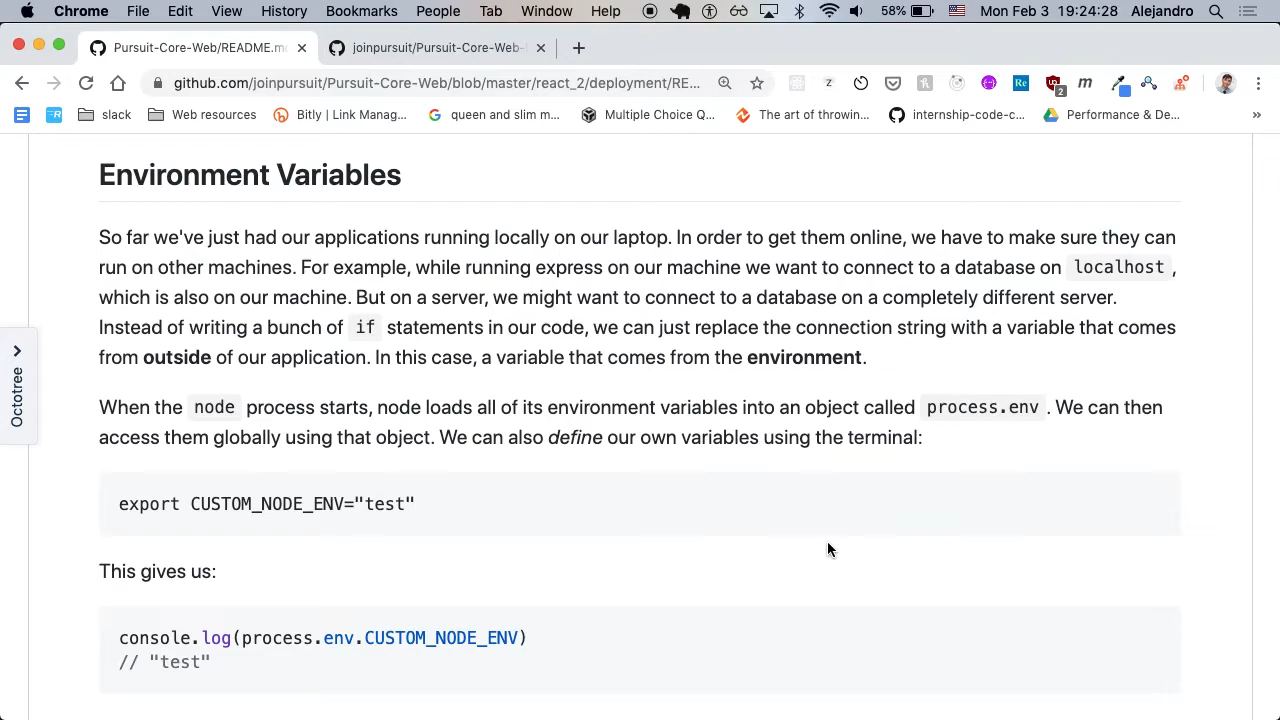 Chrome File Edit View History Bookmarks People Tab Window Help 58% Mon Feb 3 19:24:28 Alejandro
Pursuit-Core-Web/README.m joinpursuit/Pursuit-Core-Web-
github.com/joinpursuit/Pursuit-Core-Web/blob/master/react_2/deployment/RE... Z Re 2 m
slack Web resources Bitly | Link Manag... queen and slim m... Multiple Choice Q... The art of throwin... internship-code-c... Performance & De... »
Environment Variables
So far we've just had our applications running locally on our laptop. In order to get them online, we have to make sure they can
run on other machines. For example, while running express on our machine we want to connect to a database on localhost ,
which is also on our machine. But on a server, we might want to connect to a database on a completely different server.
Instead of writing a bunch of if statements in our code, we can just replace the connection string with a variable that comes
from outside of our application. In this case, a variable that comes from the environment.
Octotree
When the node process starts, node loads all of its environment variables into an object called process.env . We can then
access them globally using that object. We can also define our own variables using the terminal:
export CUSTOM_NODE_ENV="test"
This gives us:
console.log(process.env.CUSTOM_NODE_ENV)
// "test"